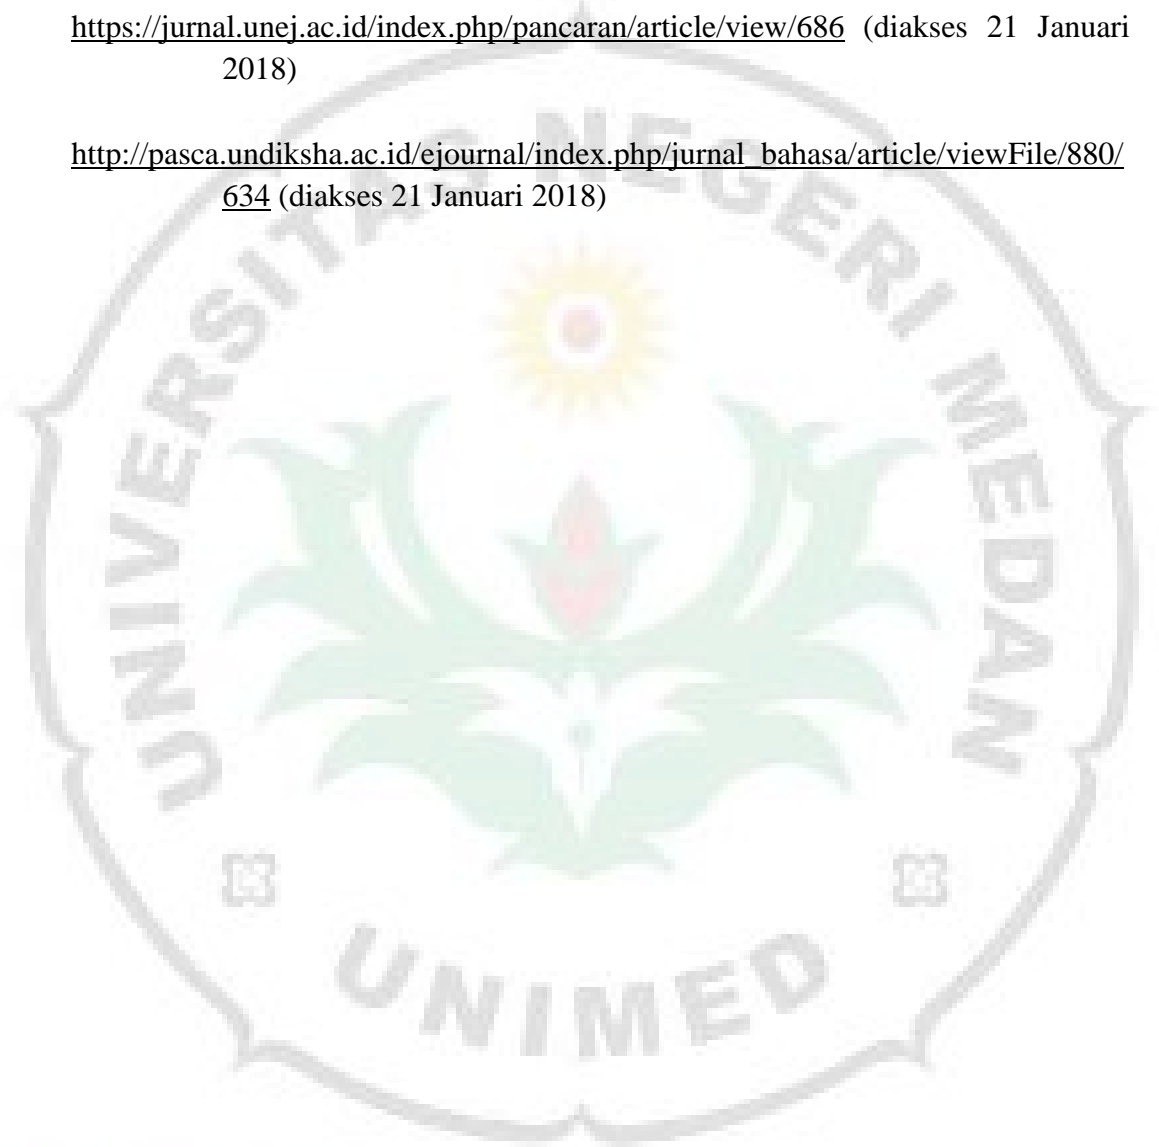 https://jurnal.unej.ac.id/index.php/pancaran/article/view/686 (diakses 21 Januari
2018)
http://pasca.undiksha.ac.id/ejournal/index.php/jurnal_bahasa/article/viewFile/880/
634 (diakses 21 Januari 2018)
UNIVERSITAS NEGERI MEDAN
UNIMED